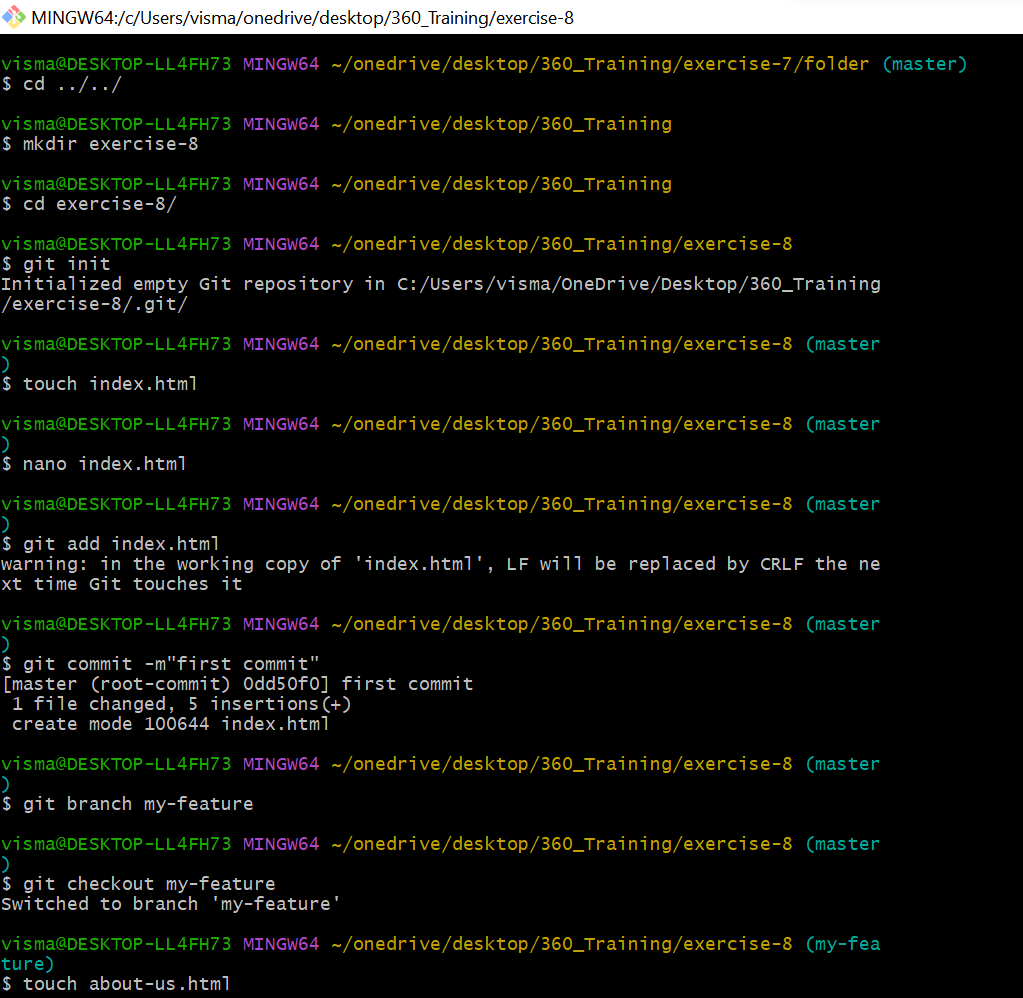 MINGW64:/c/Users/visma/onedrive/desktop/360_Training/exercise-8
visma@DESKTOP-LL4FH73 MINGW64 ~/onedrive/desktop/360_Training/exercise-7/folder (master)
$ cd ../../
visma@DESKTOP-LL4FH73 MINGW64 ~/onedrive/desktop/360_Training
$ mkdir exercise-8
visma@DESKTOP-LL4FH73 MINGW64 ~/onedrive/desktop/360_Training
$ cd exercise-8/
visma@DESKTOP-LL4FH73 MINGW64 ~/onedrive/desktop/360_Training/exercise-8
$ git init
Initialized empty Git repository in C:/Users/visma/OneDrive/Desktop/360_Training
/exercise-8/.git/
visma@DESKTOP-LL4FH73 MINGW64 ~/onedrive/desktop/360_Training/exercise-8 (master
)
$ touch index.html
visma@DESKTOP-LL4FH73 MINGW64 ~/onedrive/desktop/360_Training/exercise-8 (master
)
$ nano index.html
visma@DESKTOP-LL4FH73 MINGW64 ~/onedrive/desktop/360_Training/exercise-8 (master
)
$ git add index.html
warning: in the working copy of 'index.html', LF will be replaced by CRLF the ne
xt time Git touches it
visma@DESKTOP-LL4FH73 MINGW64 ~/onedrive/desktop/360_Training/exercise-8 (master
)
$ git commit -m"first commit"
[master (root-commit) 0dd50f0] first commit
 1 file changed, 5 insertions(+)
 create mode 100644 index.html
visma@DESKTOP-LL4FH73 MINGW64 ~/onedrive/desktop/360_Training/exercise-8 (master
)
$ git branch my-feature
visma@DESKTOP-LL4FH73 MINGW64 ~/onedrive/desktop/360_Training/exercise-8 (master
)
$ git checkout my-feature
Switched to branch 'my-feature'
visma@DESKTOP-LL4FH73 MINGW64 ~/onedrive/desktop/360_Training/exercise-8 (my-fea
ture)
$ touch about-us.html